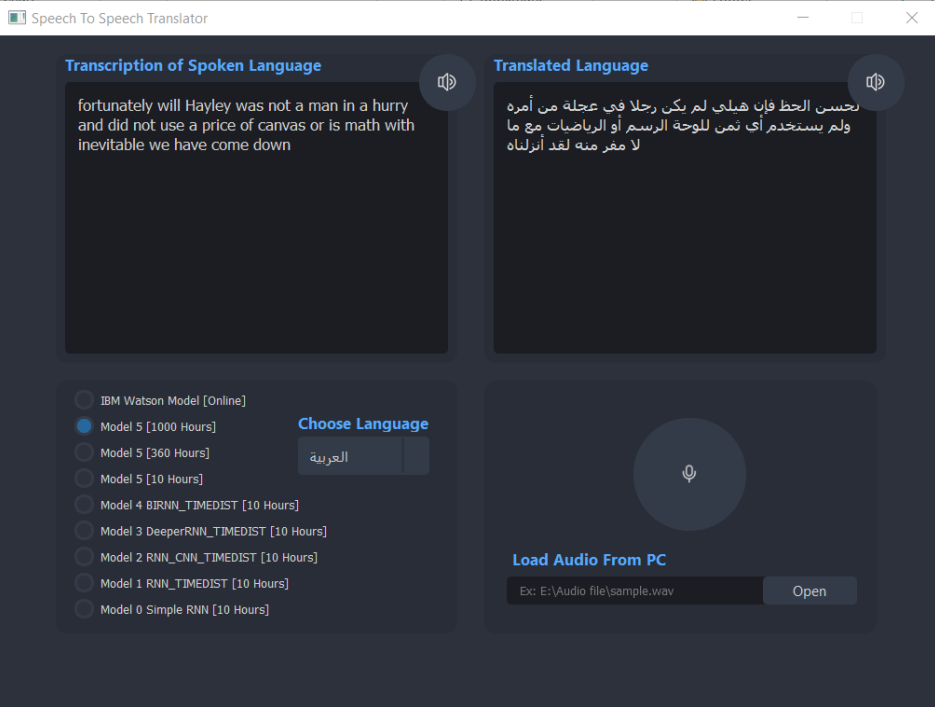 Speech To Speech Translator
Transcription of Spoken Language
fortunately will Hayley was not a man in a hurry
and did not use a price of canvas or is math with
inevitable we have come down
Translated Language
لحسن الحظ فإن هيلي لم يكن رجلا في عجلة من أمره
ولم يستخدم أي ثمن للوحة الرسم أو الرياضيات مع ما
لا مفر منه لقد أنزلناه
IBM Watson Model [Online]
Model 5 [1000 Hours]
Model 5 [360 Hours]
Model 5 [10 Hours]
Model 4 BIRNN_TIMEDIST [10 Hours]
Model 3 DeeperRNN_TIMEDIST [10 Hours]
Model 2 RNN_CNN_TIMEDIST [10 Hours]
Model 1 RNN_TIMEDIST [10 Hours]
Model 0 Simple RNN [10 Hours]
Choose Language
العربية
Load Audio From PC
Ex: E:\Audio file\sample.wav
Open